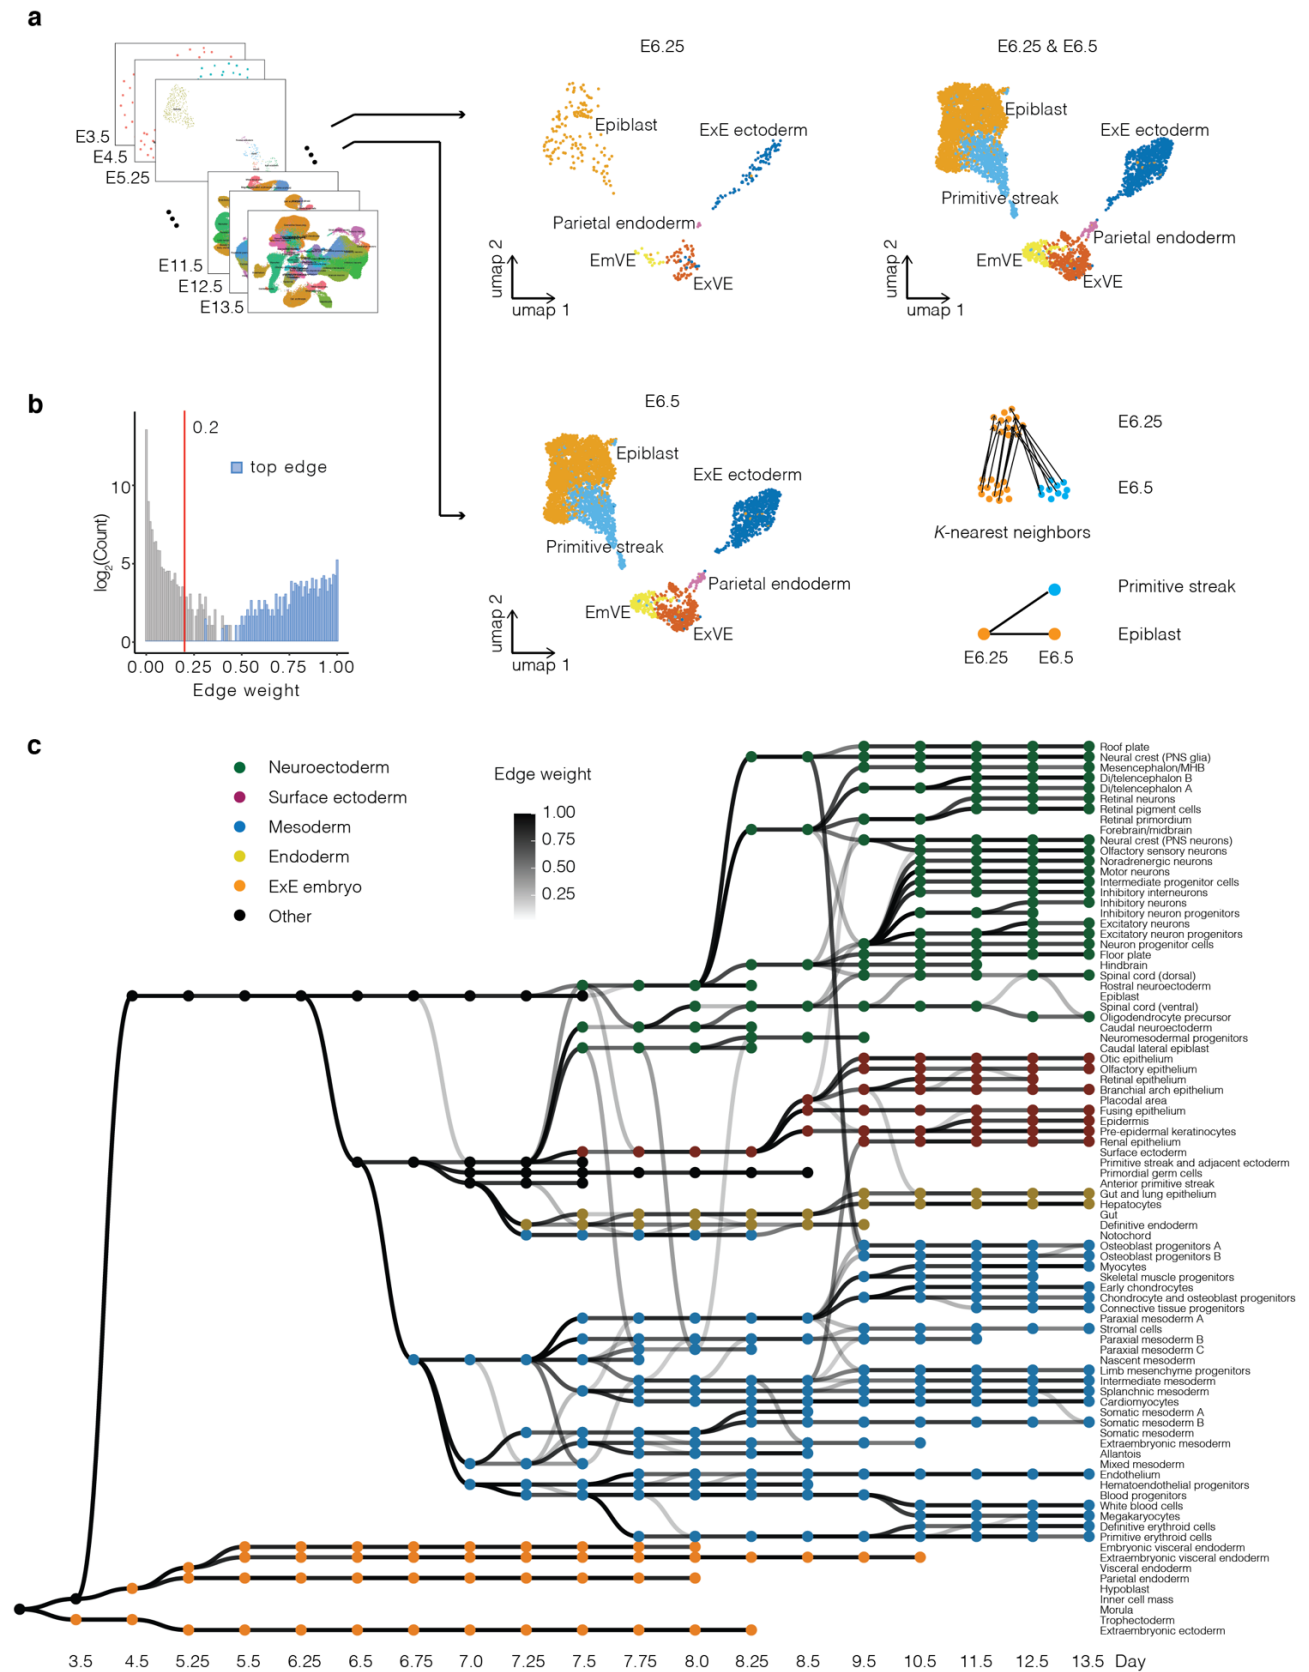 a
E3.5
E4.5
E5.25
E11.5
E12.5
E13.5
E6.25
Epiblast
ExE ectoderm
Parietal endoderm
EmVE
ExVE
umap 2
umap 1
E6.25 & E6.5
Epiblast
ExE ectoderm
Primitive streak
Parietal endoderm
EmVE
ExVE
umap 2
umap 1
b
0.2
top edge
log2(Count)
10
5
0
0.00 0.25 0.50 0.75 1.00
Edge weight
E6.5
Epiblast
ExE ectoderm
Primitive streak
Parietal endoderm
EmVE
ExVE
umap 2
umap 1
E6.25
E6.5
K-nearest neighbors
Primitive streak
Epiblast
E6.25 E6.5
c
Neuroectoderm
Surface ectoderm
Mesoderm
Endoderm
ExE embryo
Other
Edge weight
1.00
0.75
0.50
0.25
Roof plate
Neural crest (PNS glia)
Mesencephalon/MHB
Di/telencephalon B
Di/telencephalon A
Retinal neurons
Retinal pigment cells
Retinal primordium
Forebrain/midbrain
Neural crest (PNS neurons)
Olfactory sensory neurons
Noradrenergic neurons
Motor neurons
Intermediate progenitor cells
Inhibitory interneurons
Inhibitory neurons
Inhibitory neuron progenitors
Excitatory neurons
Excitatory neuron progenitors
Neuron progenitor cells
Floor plate
Hindbrain
Spinal cord (dorsal)
Rostral neuroectoderm
Epiblast
Spinal cord (ventral)
Oligodendrocyte precursor
Caudal neuroectoderm
Neuromesodermal progenitors
Caudal lateral epiblast
Otic epithelium
Olfactory epithelium
Retinal epithelium
Branchial arch epithelium
Placodal area
Fusing epithelium
Epidermis
Pre-epidermal keratinocytes
Renal epithelium
Surface ectoderm
Primitive streak and adjacent ectoderm
Primordial germ cells
Anterior primitive streak
Gut and lung epithelium
Hepatocytes
Gut
Definitive endoderm
Notochord
Osteoblast progenitors A
Osteoblast progenitors B
Myocytes
Skeletal muscle progenitors
Early chondrocytes
Chondrocyte and osteoblast progenitors
Connective tissue progenitors
Paraxial mesoderm A
Stromal cells
Paraxial mesoderm B
Paraxial mesoderm C
Nascent mesoderm
Limb mesenchyme progenitors
Intermediate mesoderm
Splanchnic mesoderm
Cardiomyocytes
Somatic mesoderm A
Somatic mesoderm B
Somatic mesoderm
Extraembryonic mesoderm
Allantois
Mixed mesoderm
Endothelium
Hematoendothelial progenitors
Blood progenitors
White blood cells
Megakaryocytes
Definitive erythroid cells
Primitive erythroid cells
Embryonic visceral endoderm
Extraembryonic visceral endoderm
Visceral endoderm
Parietal endoderm
Hypoblast
Inner cell mass
Morula
Trophectoderm
Extraembryonic ectoderm
3.5 4.5 5.25 5.5 6.25 6.5 6.75 7.0 7.25 7.5 7.75 8.0 8.25 8.5 9.5 10.5 11.5 12.5 13.5 Day